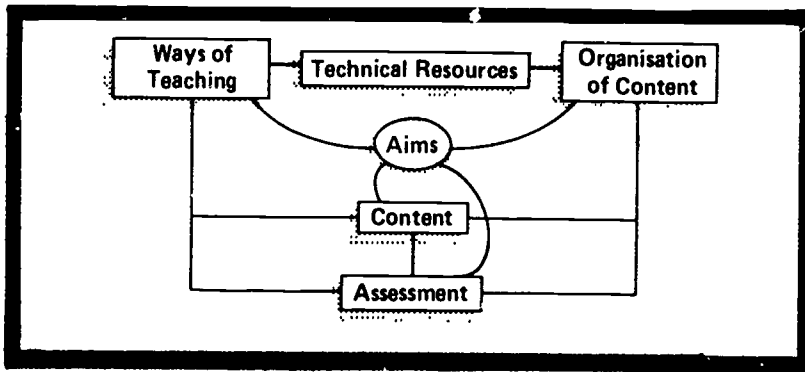 Ways of
Teaching
Technical Resources
Organisation
of Content
Aims
Content
Assessment